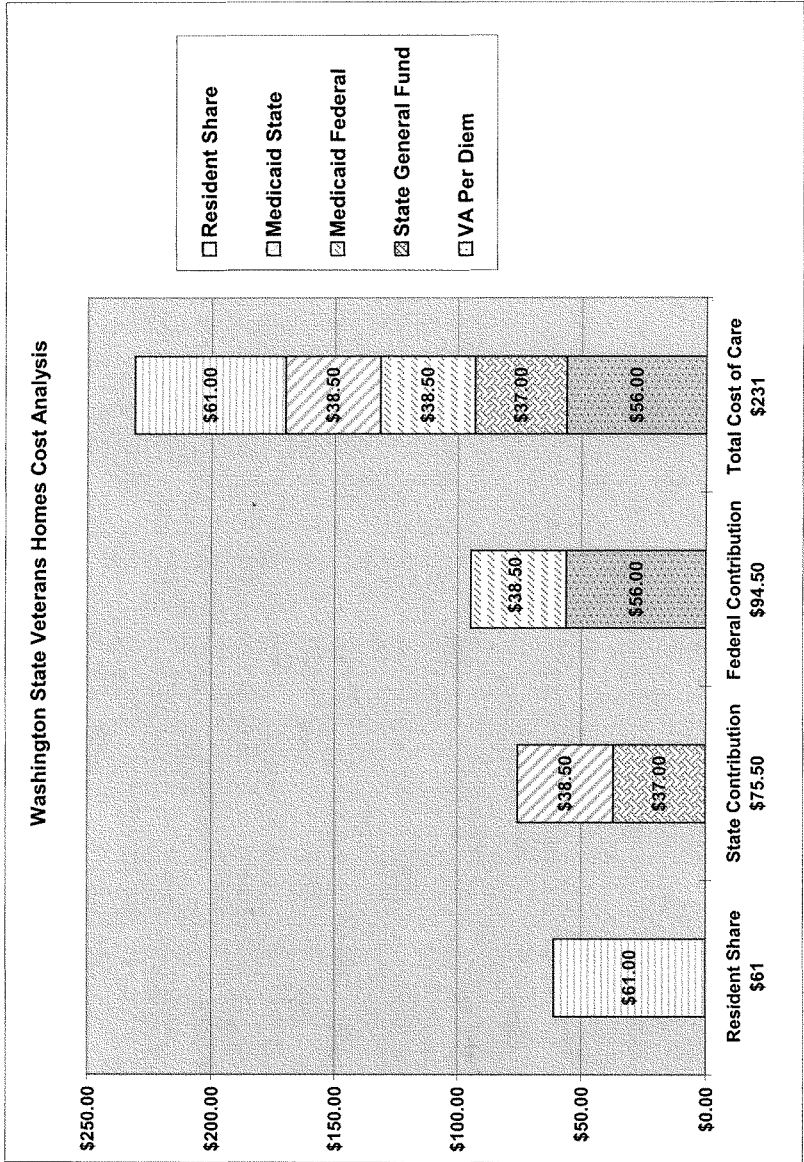 Washington State Veterans Homes Cost Analysis
$250.00
$200.00
$150.00
$100.00
$50.00
$0.00
$61.00
$38.50
$37.00
$38.50
$56.00
$61.00
$38.50
$38.50
$37.00
$56.00
Resident Share
$61
State Contribution
$75.50
Federal Contribution
$94.50
Total Cost of Care
$231
Resident Share
Medicaid State
Medicaid Federal
State General Fund
VA Per Diem